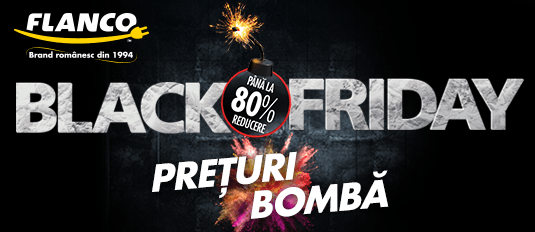 FLANCO
Brand românesc din 1994
BLACK FRIDAY
PÂNĂ LA
80%
REDUCERE
PREȚURI
BOMBĂ